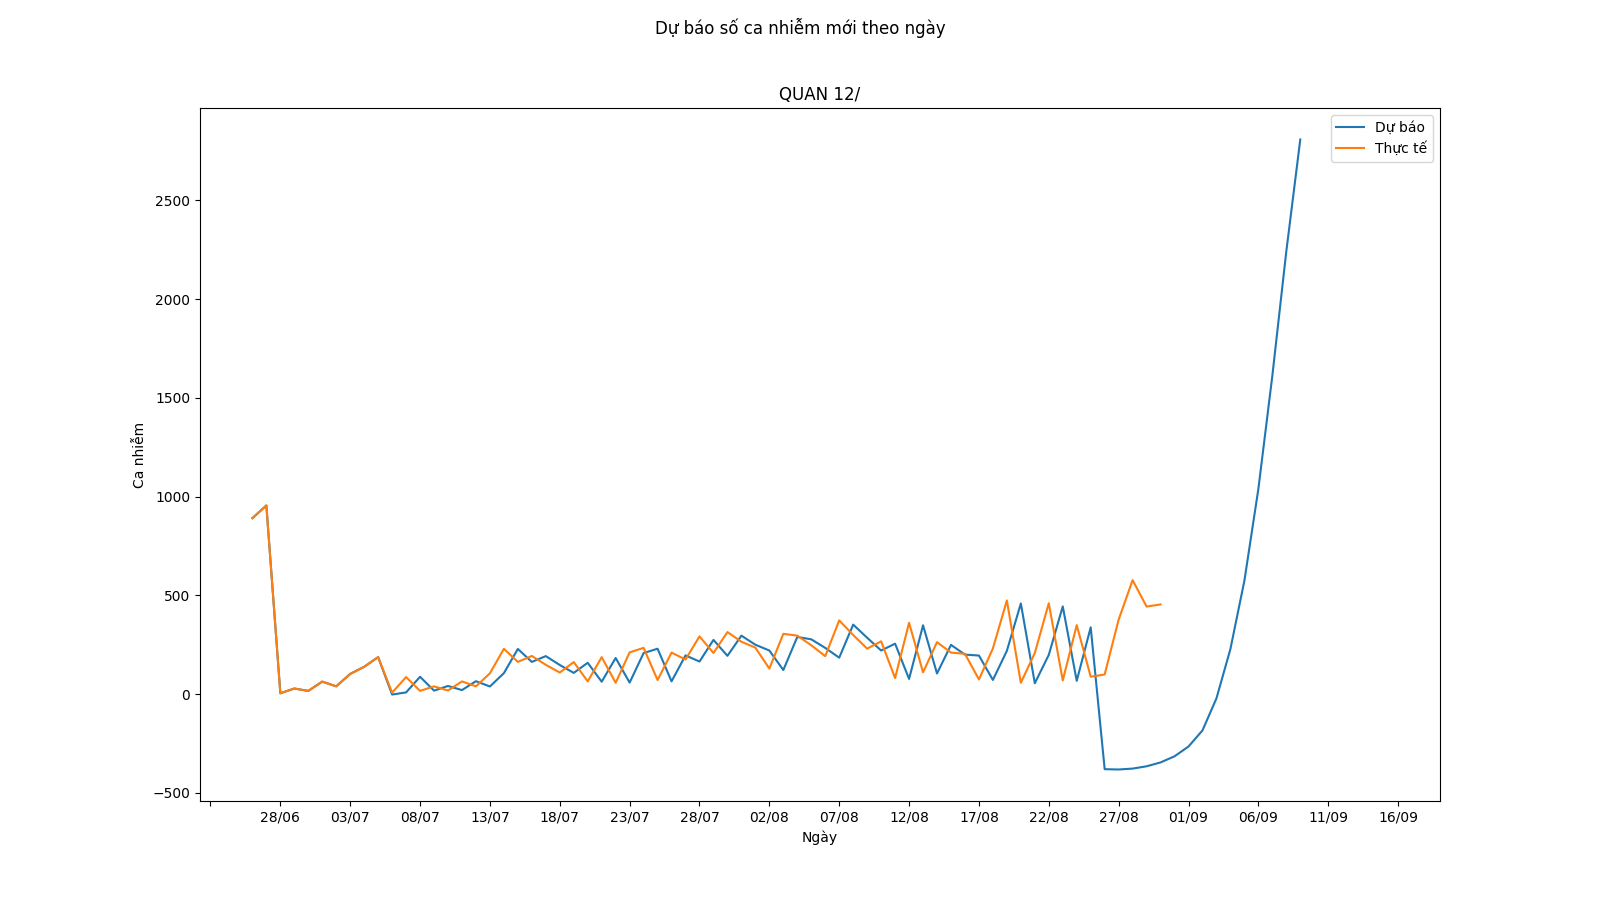 Dự báo số ca nhiễm mới theo ngày
QUAN 12/
Dự báo
Thực tế
2500
2000
1500
1000
500
0
−500
Ca nhiễm
28/06 03/07 08/07 13/07 18/07 23/07 28/07 02/08 07/08 12/08 17/08 22/08 27/08 01/09 06/09 11/09 16/09
Ngày